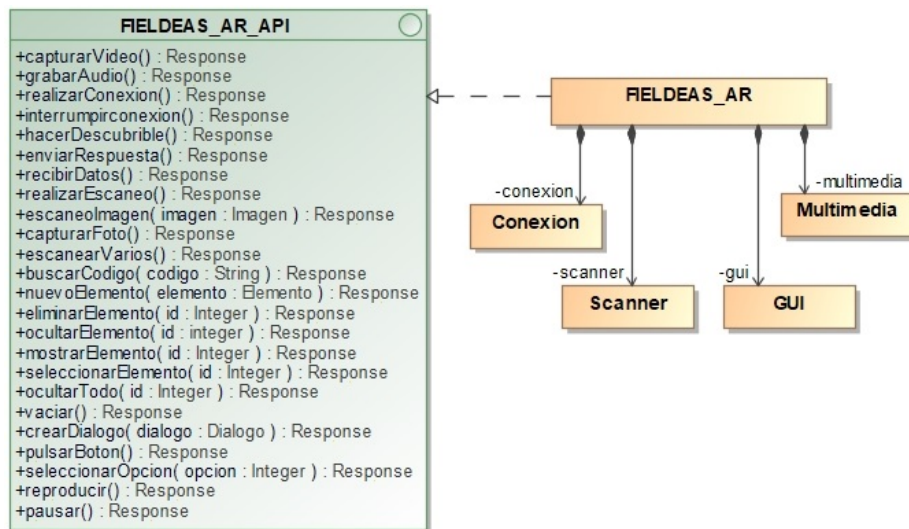 FIELDEAS_AR_API
+capturarVideo() : Response
+grabarAudio() : Response
+realizarConexion() : Response
+interrumpirconexion() : Response
+hacerDescubrible() : Response
+enviarRespuesta() : Response
+recibirDatos() : Response
+realizarEscaneo() : Response
+escaneoImagen( imagen : Imagen ) : Response
+capturarFoto() : Response
+escanearVarios() : Response
+buscarCodigo( codigo : String ) : Response
+nuevoElemento( elemento : Elemento ) : Response
+eliminarElemento( id : Integer ) : Response
+ocultarElemento( id : integer ) : Response
+mostrarElemento( id : Integer ) : Response
+seleccionarElemento( id : Integer ) : Response
+ocultarTodo( id : Integer ) : Response
+vaciar() : Response
+crearDialogo( dialogo : Dialogo ) : Response
+pulsarBoton() : Response
+seleccionarOpcion( opcion : Integer ) : Response
+reproducir() : Response
+pausar() : Response
FIELDEAS_AR
-conexion
Conexion
-multimedia
Multimedia
-scanner
Scanner
-gui
GUI